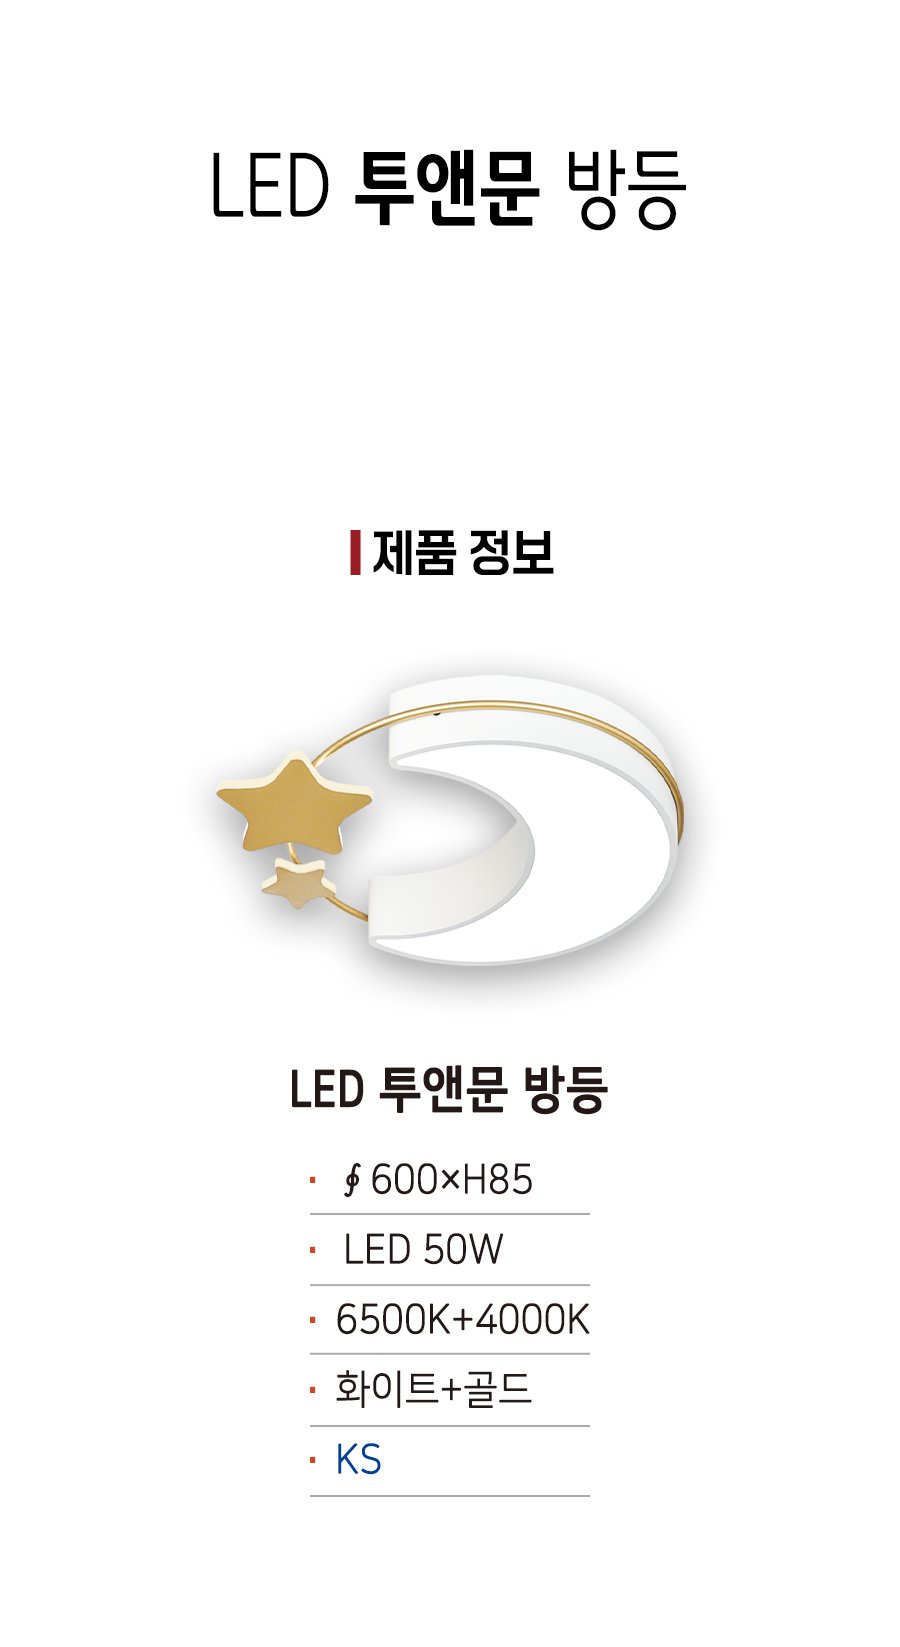 LED 투앤문 방등
제품 정보
LED 투앤문 방등
· ∮ 600×H85
· LED 50W
· 6500K+4000K
· 화이트+골드
· KS